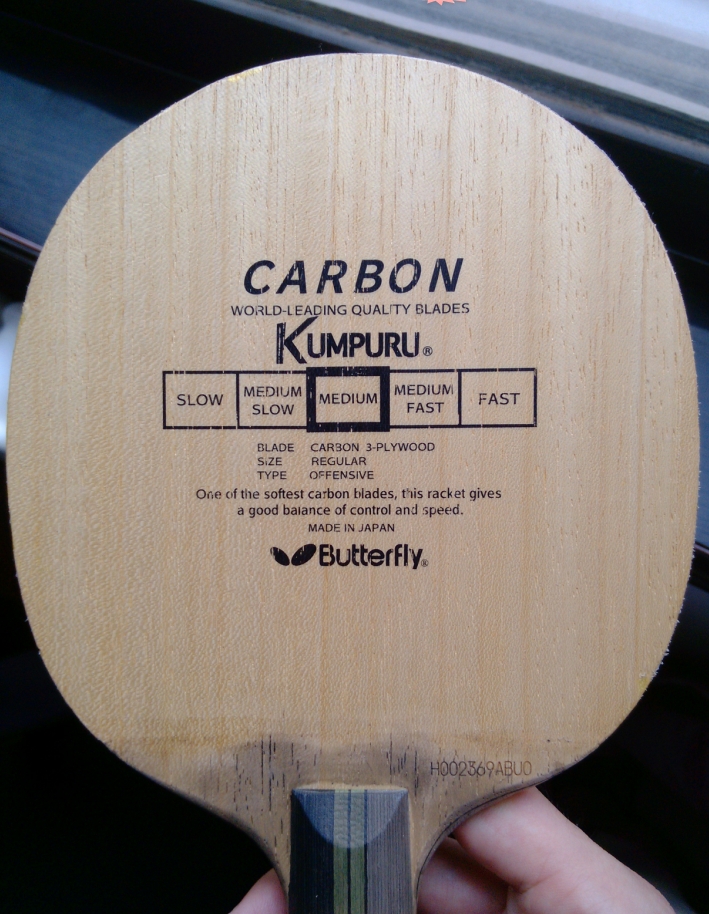 CARBON
WORLD-LEADING QUALITY BLADES
KUMPURU®
SLOW MEDIUM SLOW MEDIUM MEDIUM FAST FAST
BLADE CARBON 3-PLYWOOD
SIZE REGULAR
TYPE OFFENSIVE
One of the softest carbon blades, this racket gives
a good balance of control and speed.
MADE IN JAPAN
Butterfly®
H002369ABU0